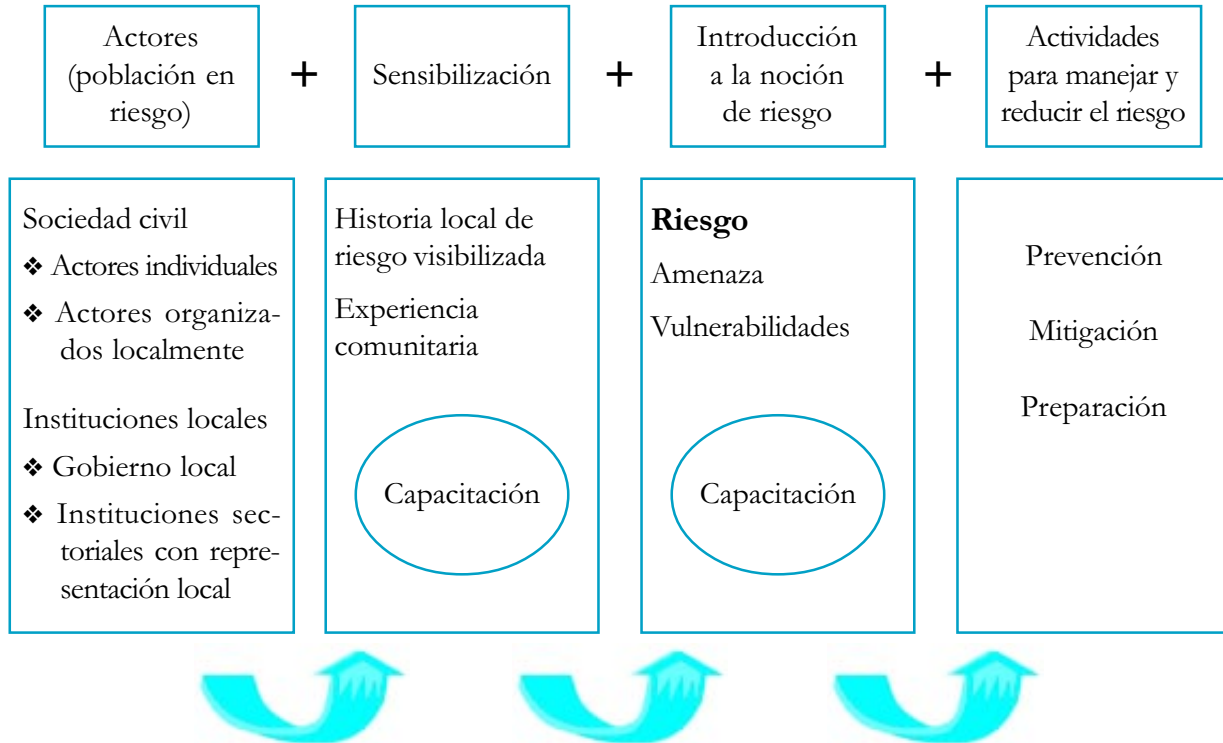 Actores
(población en
riesgo)
+
Sensibilización
+
Introducción
a la noción
de riesgo
+
Actividades
para manejar y
reducir el riesgo
Sociedad civil
❖ Actores individuales
❖ Actores organiza-
dos localmente
Instituciones locales
❖ Gobierno local
❖ Instituciones sec-
toriales con repre-
sentación local
Historia local de
riesgo visibilizada
Experiencia
comunitaria
Capacitación
Riesgo
Amenaza
Vulnerabilidades
Capacitación
Prevención
Mitigación
Preparación